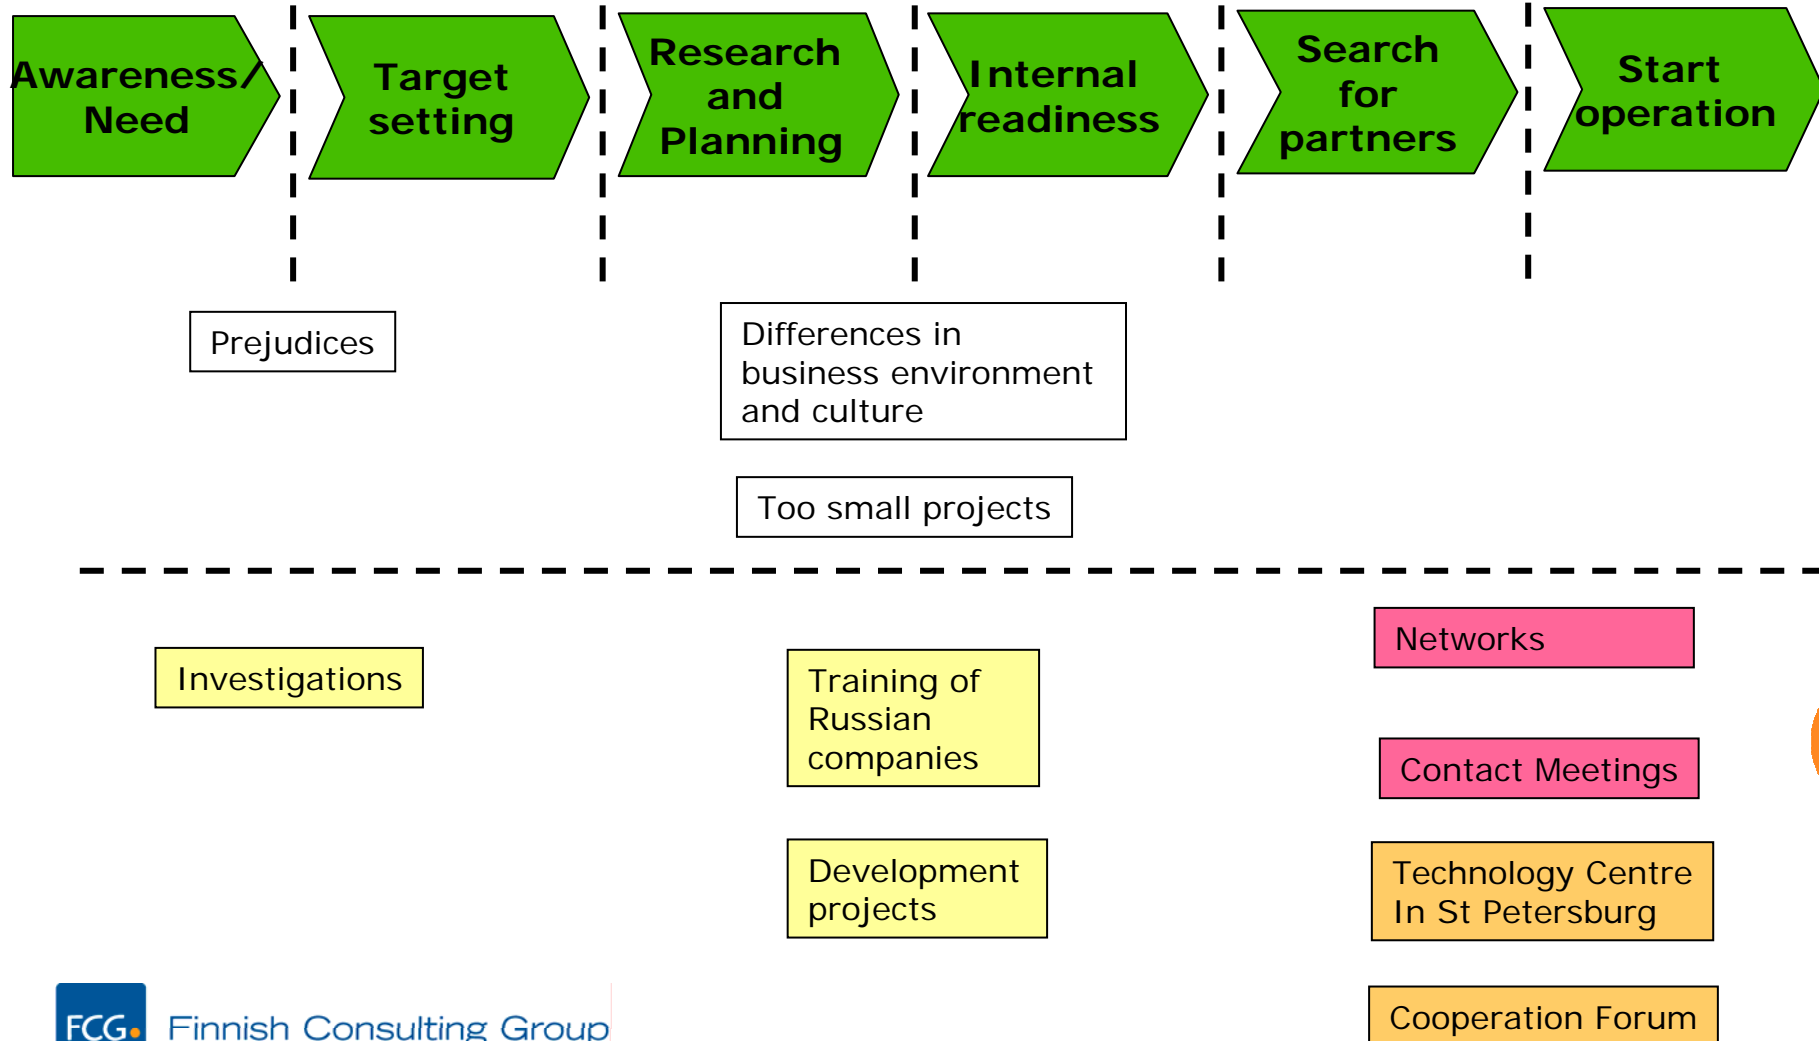 Awareness/
Need
Target
setting
Research
and
Planning
Internal
readiness
Search
for
partners
Start
operation
Prejudices
Differences in
business environment
and culture
Too small projects
Investigations
Training of
Russian
companies
Development
projects
Networks
Contact Meetings
Technology Centre
In St Petersburg
Cooperation Forum
FCG.
Finnish Consulting Group